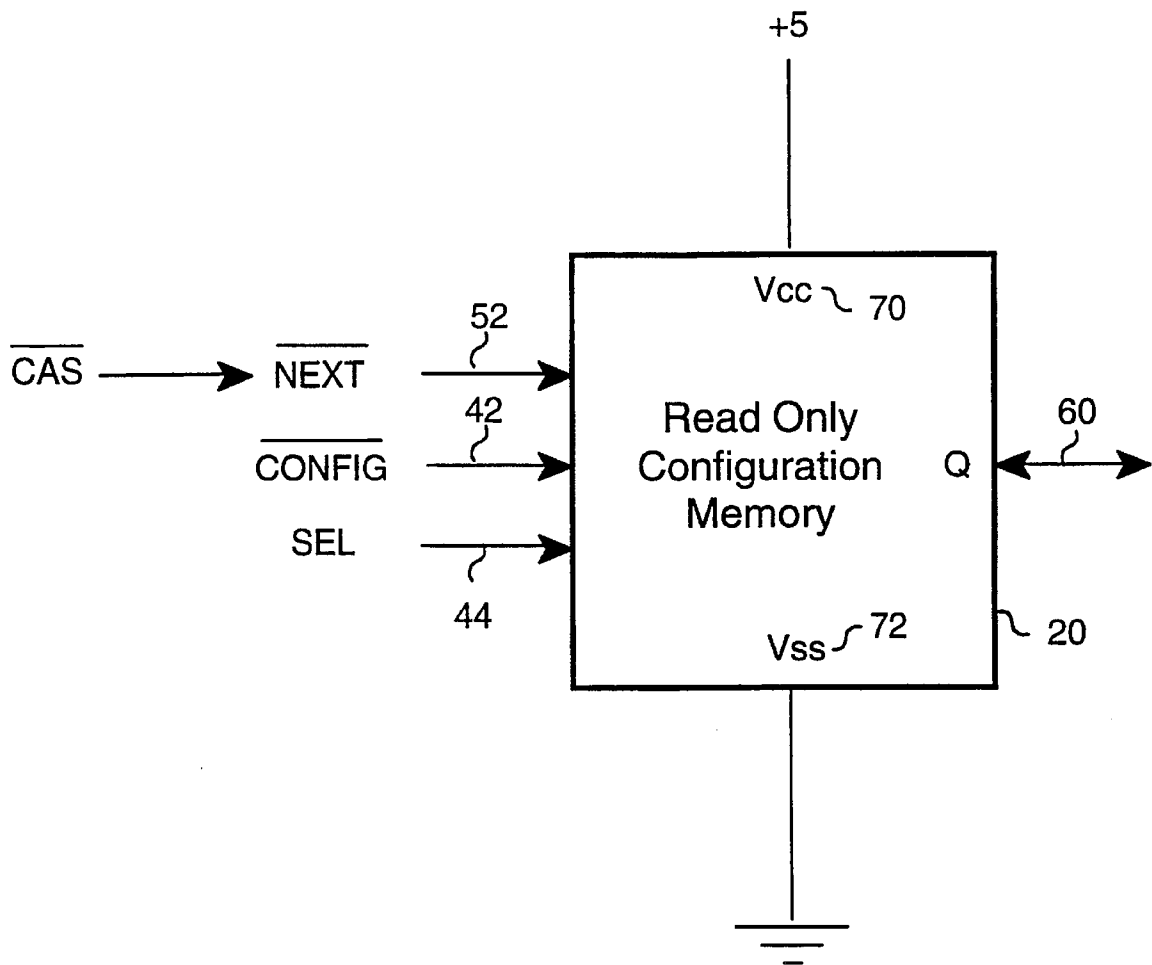 +5
Vcc 70
52
CAS NEXT
42
CONFIG
SEL
44
Read Only
Configuration
Memory
Q
60
Vss 72
20